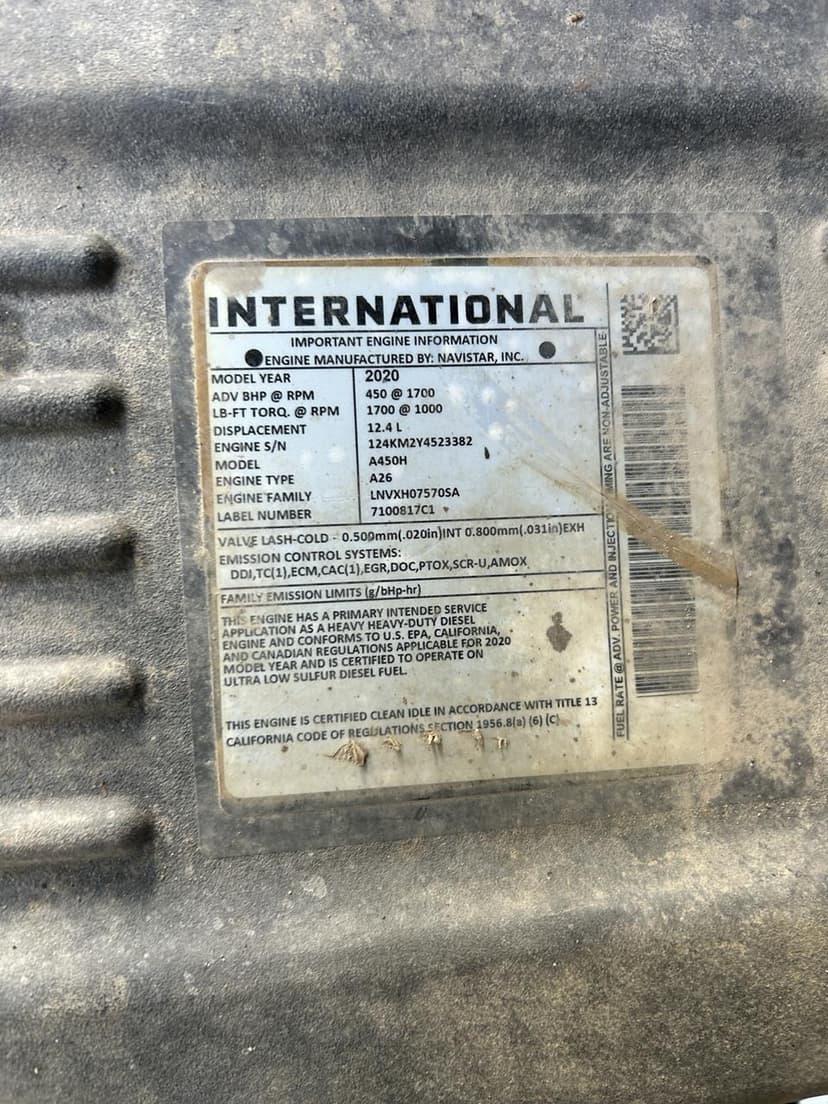 INTERNATIONAL
IMPORTANT ENGINE INFORMATION
ENGINE MANUFACTURED BY: NAVISTAR, INC.
MODEL YEAR 2020
ADV BHP @ RPM 450 @ 1700
LB-FT TORQ. @ RPM 1700 @ 1000
DISPLACEMENT 12.4 L
ENGINE S/N 124KM2Y4523382
MODEL A450H
ENGINE TYPE A26
ENGINE FAMILY LNVXH07570SA
LABEL NUMBER 7100817C1
VALVE LASH-COLD - 0.500mm(.020in)INT 0.800mm(.031in)EXH
EMISSION CONTROL SYSTEMS:
DDI,TC(1),ECM,CAC(1),EGR,DOC,PTOX,SCR-U,AMOX
FAMILY EMISSION LIMITS (g/bHp-hr)
THIS ENGINE HAS A PRIMARY INTENDED SERVICE
APPLICATION AS A HEAVY HEAVY-DUTY DIESEL
ENGINE AND CONFORMS TO U.S. EPA, CALIFORNIA,
AND CANADIAN REGULATIONS APPLICABLE FOR 2020
MODEL YEAR AND IS CERTIFIED TO OPERATE ON
ULTRA LOW SULFUR DIESEL FUEL.
THIS ENGINE IS CERTIFIED CLEAN IDLE IN ACCORDANCE WITH TITLE 13
CALIFORNIA CODE OF REGULATIONS SECTION 1956.8(a) (6) (C)
FUEL RATE @ ADV. POWER AND INJECTION TIMING ARE NON-ADJUSTABLE